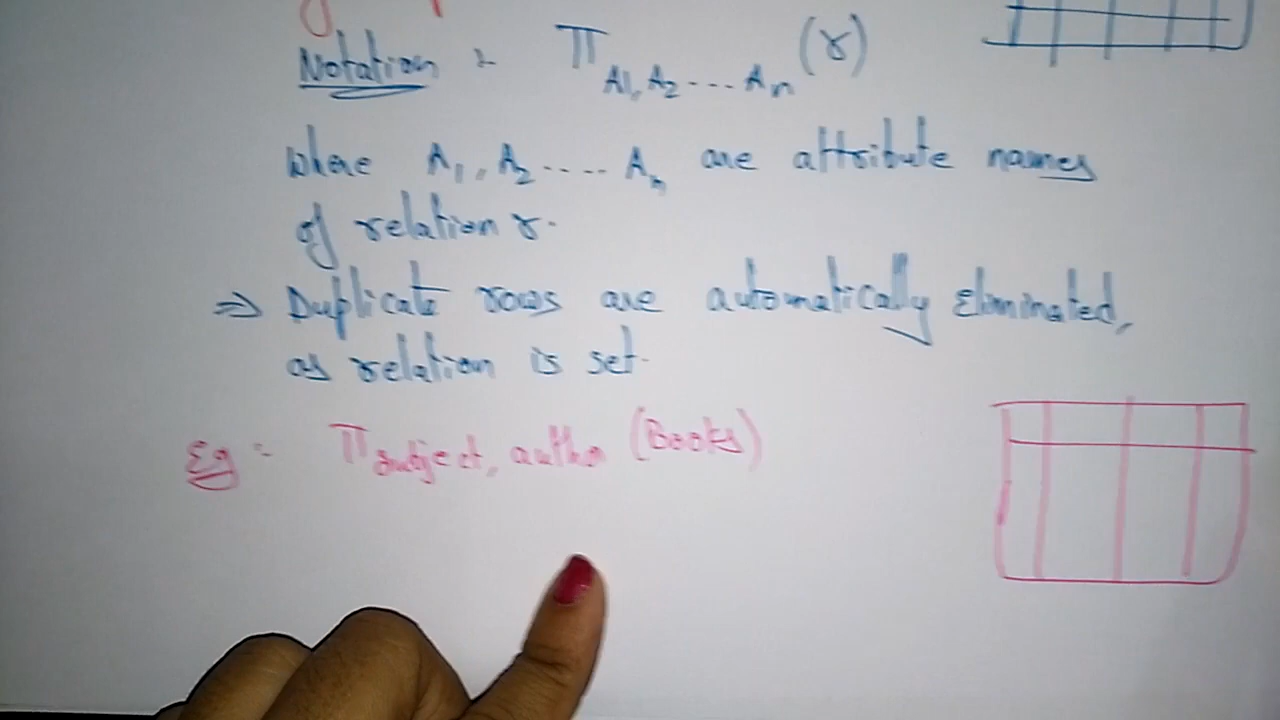 Notation :- π A1, A2 --- An (r)
where A1, A2 .... An are attribute names
of relation r.
⇒ Duplicate rows are automatically Eliminated,
as relation is set.
Eg :- π subject, autho (Books)